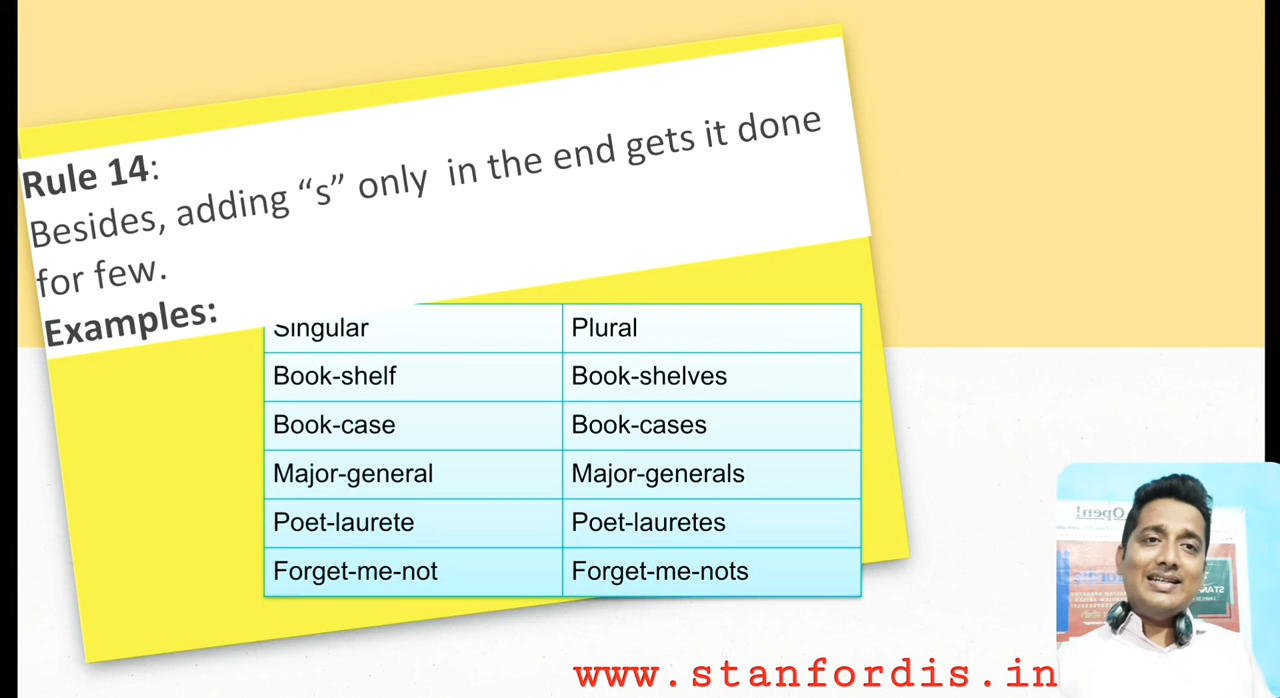 Rule 14:
Besides, adding “s” only in the end gets it done
for few.
Examples:
Singular Plural
Book-shelf Book-shelves
Book-case Book-cases
Major-general Major-generals
Poet-laurete Poet-lauretes
Forget-me-not Forget-me-nots
Open!
www.stanfordis.in